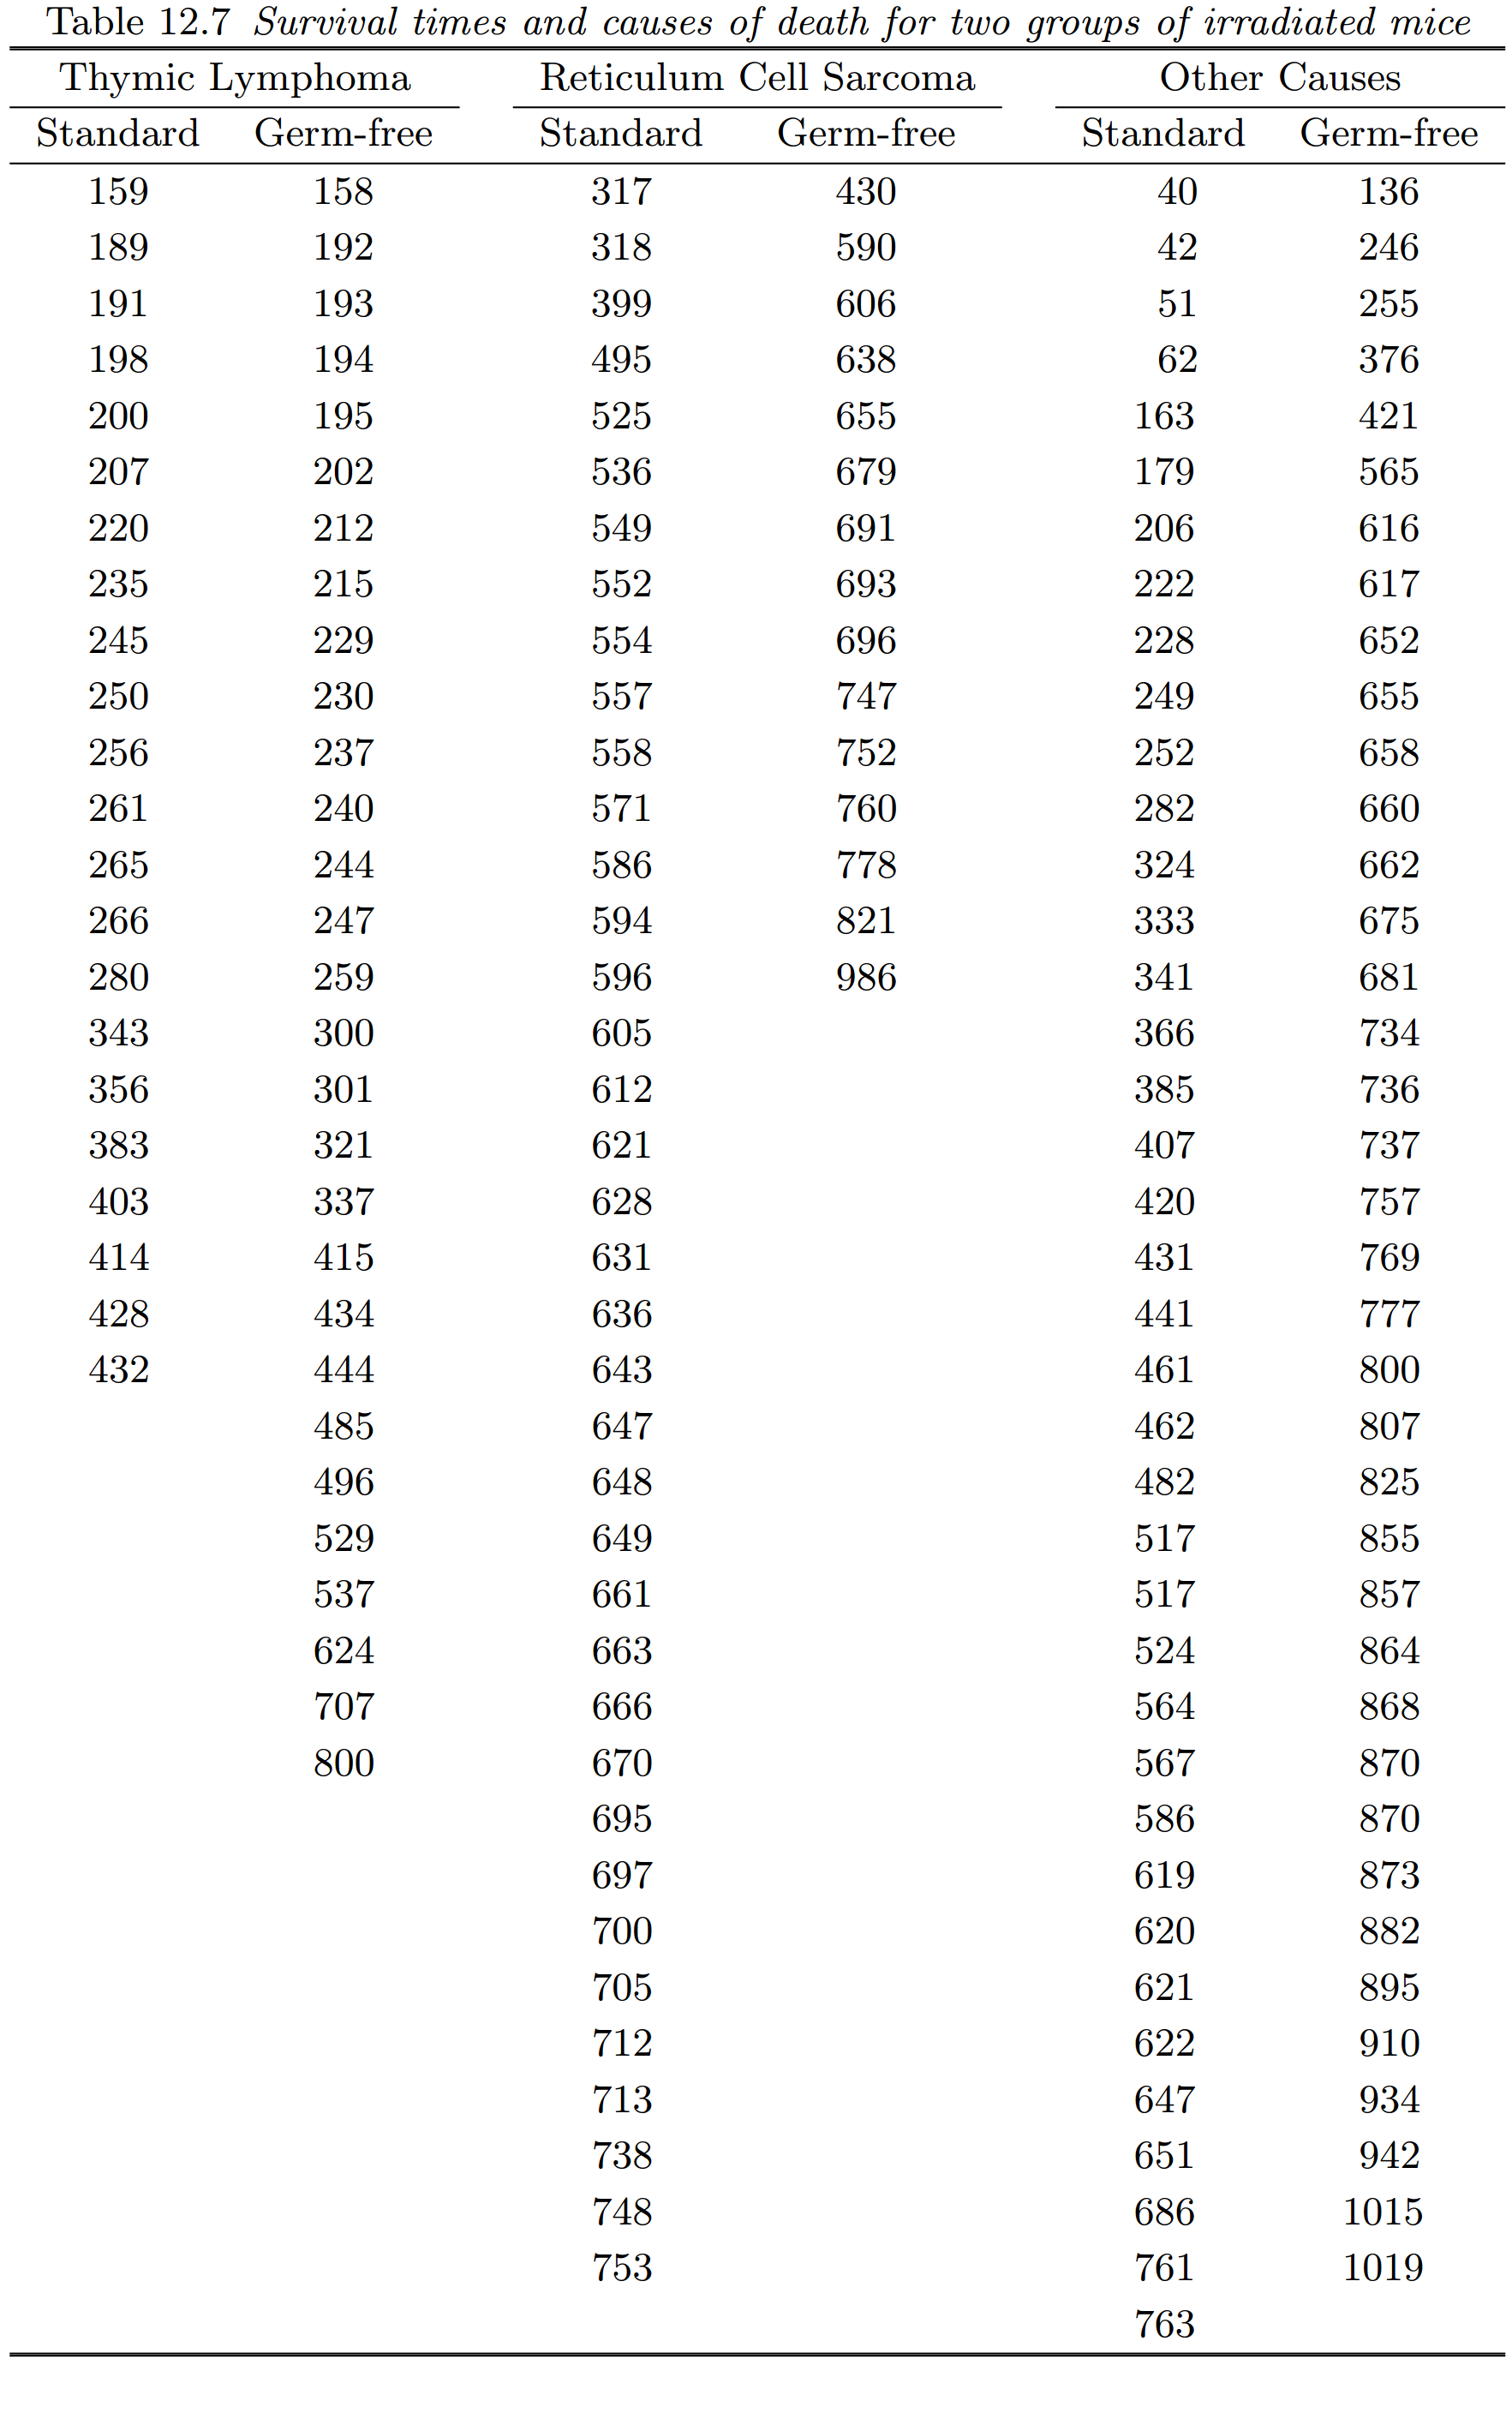 Table 12.7 Survival times and causes of death for two groups of irradiated mice
Thymic Lymphoma Reticulum Cell Sarcoma Other Causes
Standard Germ-free Standard Germ-free Standard Germ-free
159 158 317 430 40 136
189 192 318 590 42 246
191 193 399 606 51 255
198 194 495 638 62 376
200 195 525 655 163 421
207 202 536 679 179 565
220 212 549 691 206 616
235 215 552 693 222 617
245 229 554 696 228 652
250 230 557 747 249 655
256 237 558 752 252 658
261 240 571 760 282 660
265 244 586 778 324 662
266 247 594 821 333 675
280 259 596 986 341 681
343 300 605 366 734
356 301 612 385 736
383 321 621 407 737
403 337 628 420 757
414 415 631 431 769
428 434 636 441 777
432 444 643 461 800
485 647 462 807
496 648 482 825
529 649 517 855
537 661 517 857
624 663 524 864
707 666 564 868
800 670 567 870
695 586 870
697 619 873
700 620 882
705 621 895
712 622 910
713 647 934
738 651 942
748 686 1015
753 761 1019
763